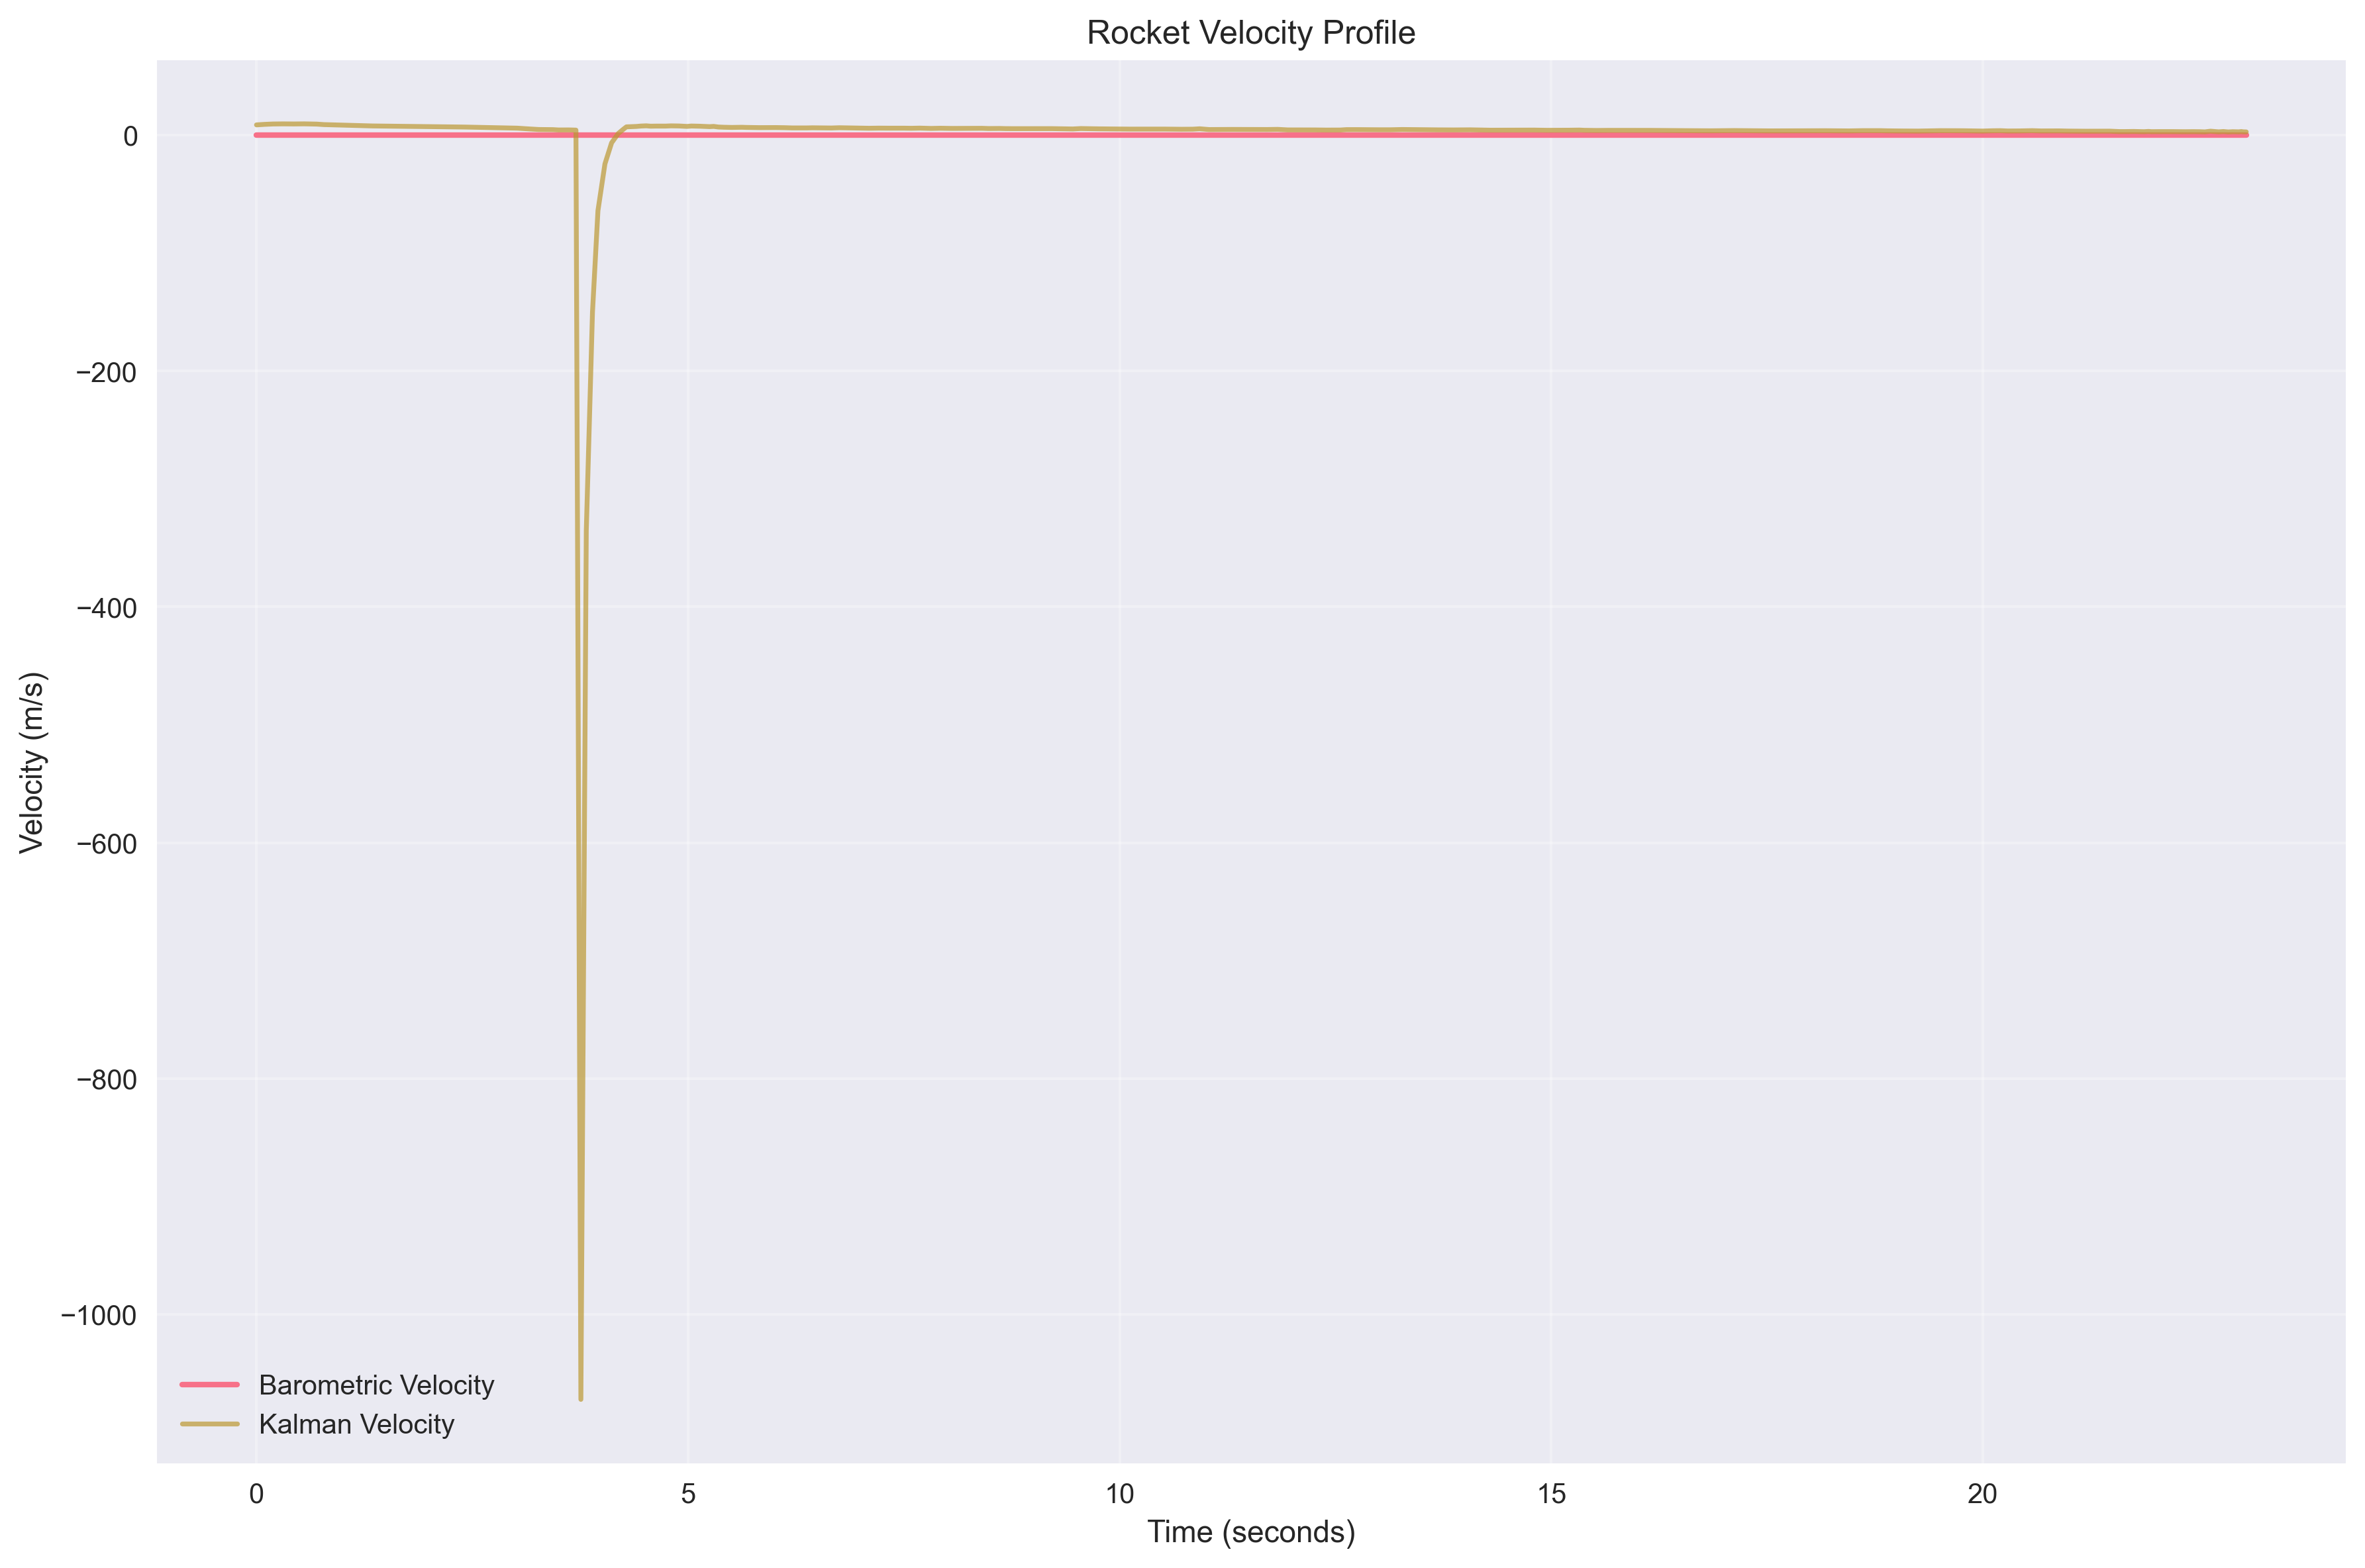 Rocket Velocity Profile
Velocity (m/s)
0
−200
−400
−600
−800
−1000
Barometric Velocity
Kalman Velocity
0 5 10 15 20
Time (seconds)